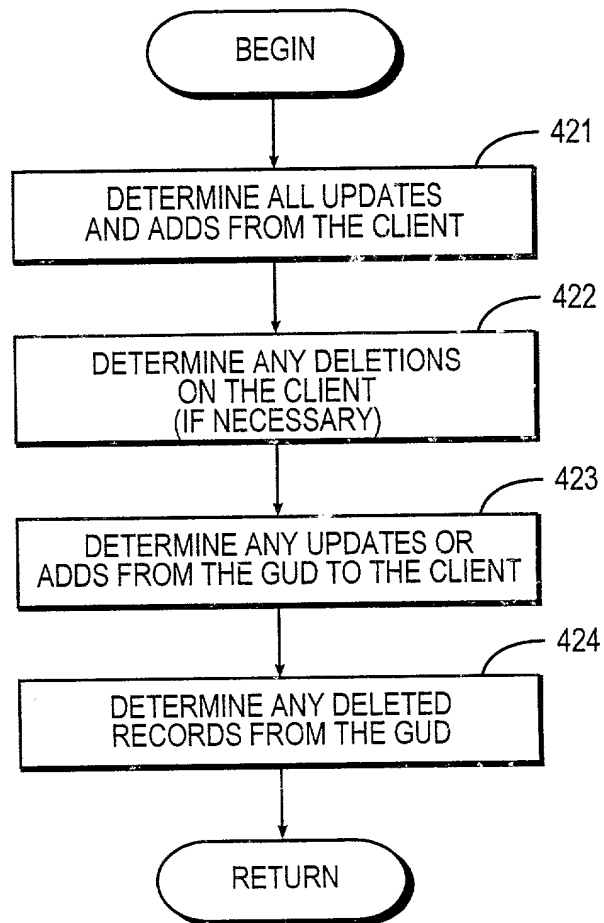 BEGIN
421
DETERMINE ALL UPDATES
AND ADDS FROM THE CLIENT
422
DETERMINE ANY DELETIONS
ON THE CLIENT
(IF NECESSARY)
423
DETERMINE ANY UPDATES OR
ADDS FROM THE GUD TO THE CLIENT
424
DETERMINE ANY DELETED
RECORDS FROM THE GUD
RETURN